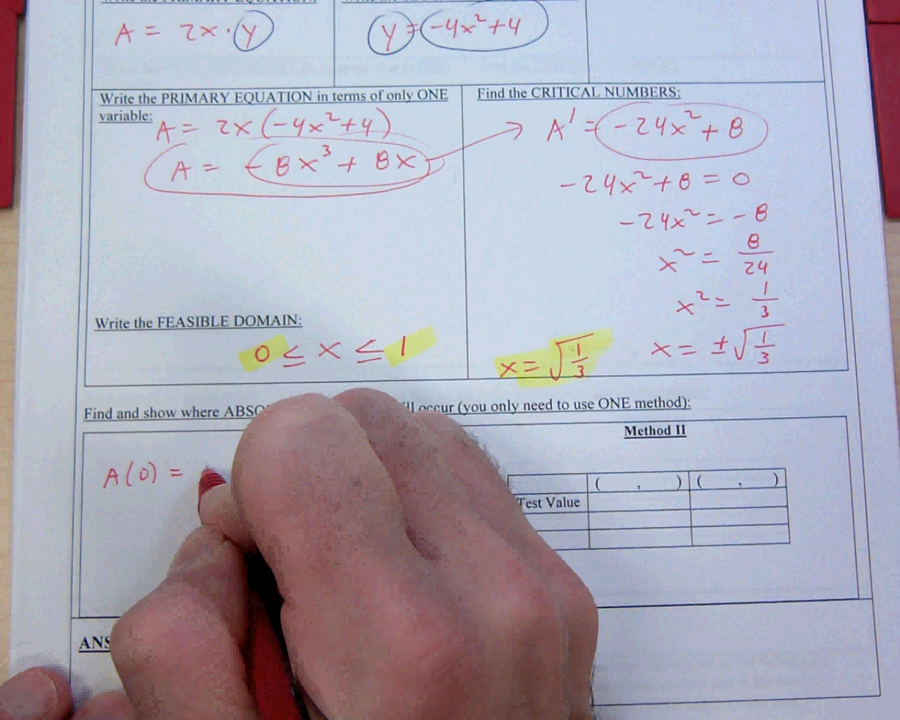 A = 2x · y
y = -4x²+4
Write the PRIMARY EQUATION in terms of only ONE
variable:
A = 2x(-4x²+4)
A = -8x³ + 8x
Write the FEASIBLE DOMAIN:
0 ≤ x ≤ 1
Find the CRITICAL NUMBERS:
A' = -24x² + 8
-24x² + 8 = 0
-24x² = -8
x² = 8/24
x² = 1/3
x = ±√1/3
x = √1/3
Find and show where occur (you only need to use ONE method):
A(0) =
Method II
( , ) ( , )
Test Value